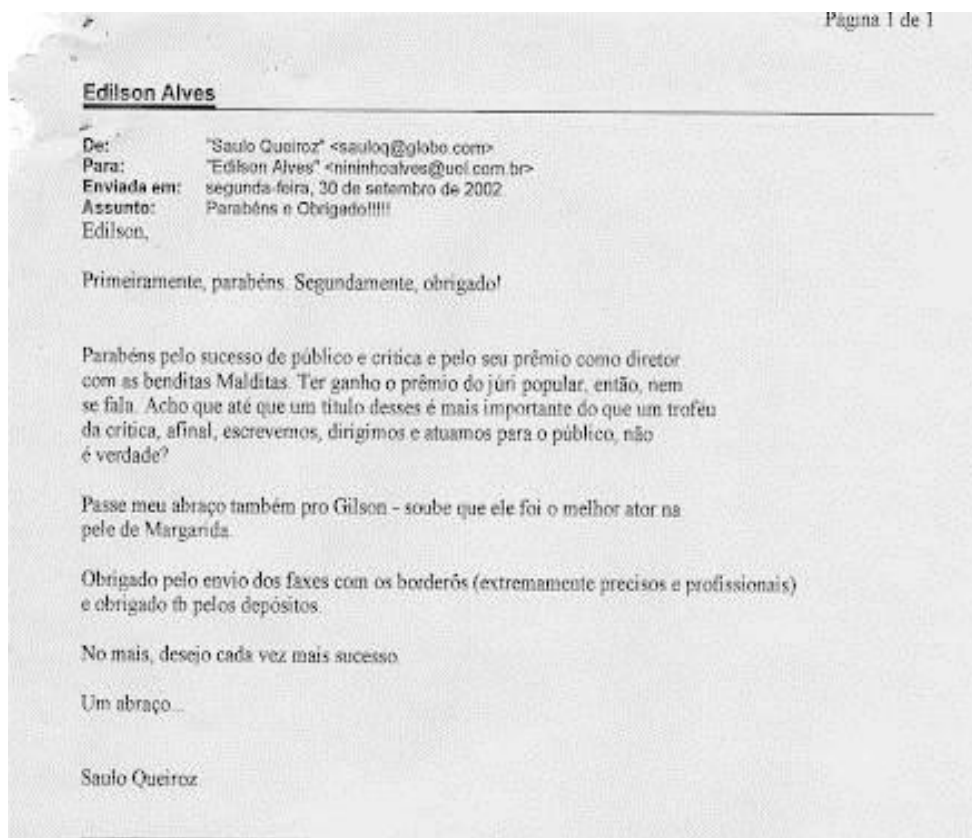 Página 1 de 1
Edilson Alves
De: "Saulo Queiroz" <sauloq@globo.com>
Para: "Edilson Alves" <nininhoalves@uol.com.br>
Enviada em: segunda-feira, 30 de setembro de 2002
Assunto: Parabéns e Obrigado!!!!!
Edilson,
Primeiramente, parabéns. Segundamente, obrigado!
Parabéns pelo sucesso de público e critica e pelo seu prêmio como diretor
com as benditas Malditas. Ter ganho o prêmio do júri popular, então, nem
se fala. Acho que até que um título desses é mais importante do que um troféu
da crítica, afinal, escrevemos, dirigimos e atuamos para o público, não
é verdade?
Passe meu abraço também pro Gilson - soube que ele foi o melhor ator na
pele de Margarida.
Obrigado pelo envio dos faxes com os borderôs (extremamente precisos e profissionais)
e obrigado tb pelos depósitos.
No mais, desejo cada vez mais sucesso.
Um abraço...
Saulo Queiroz